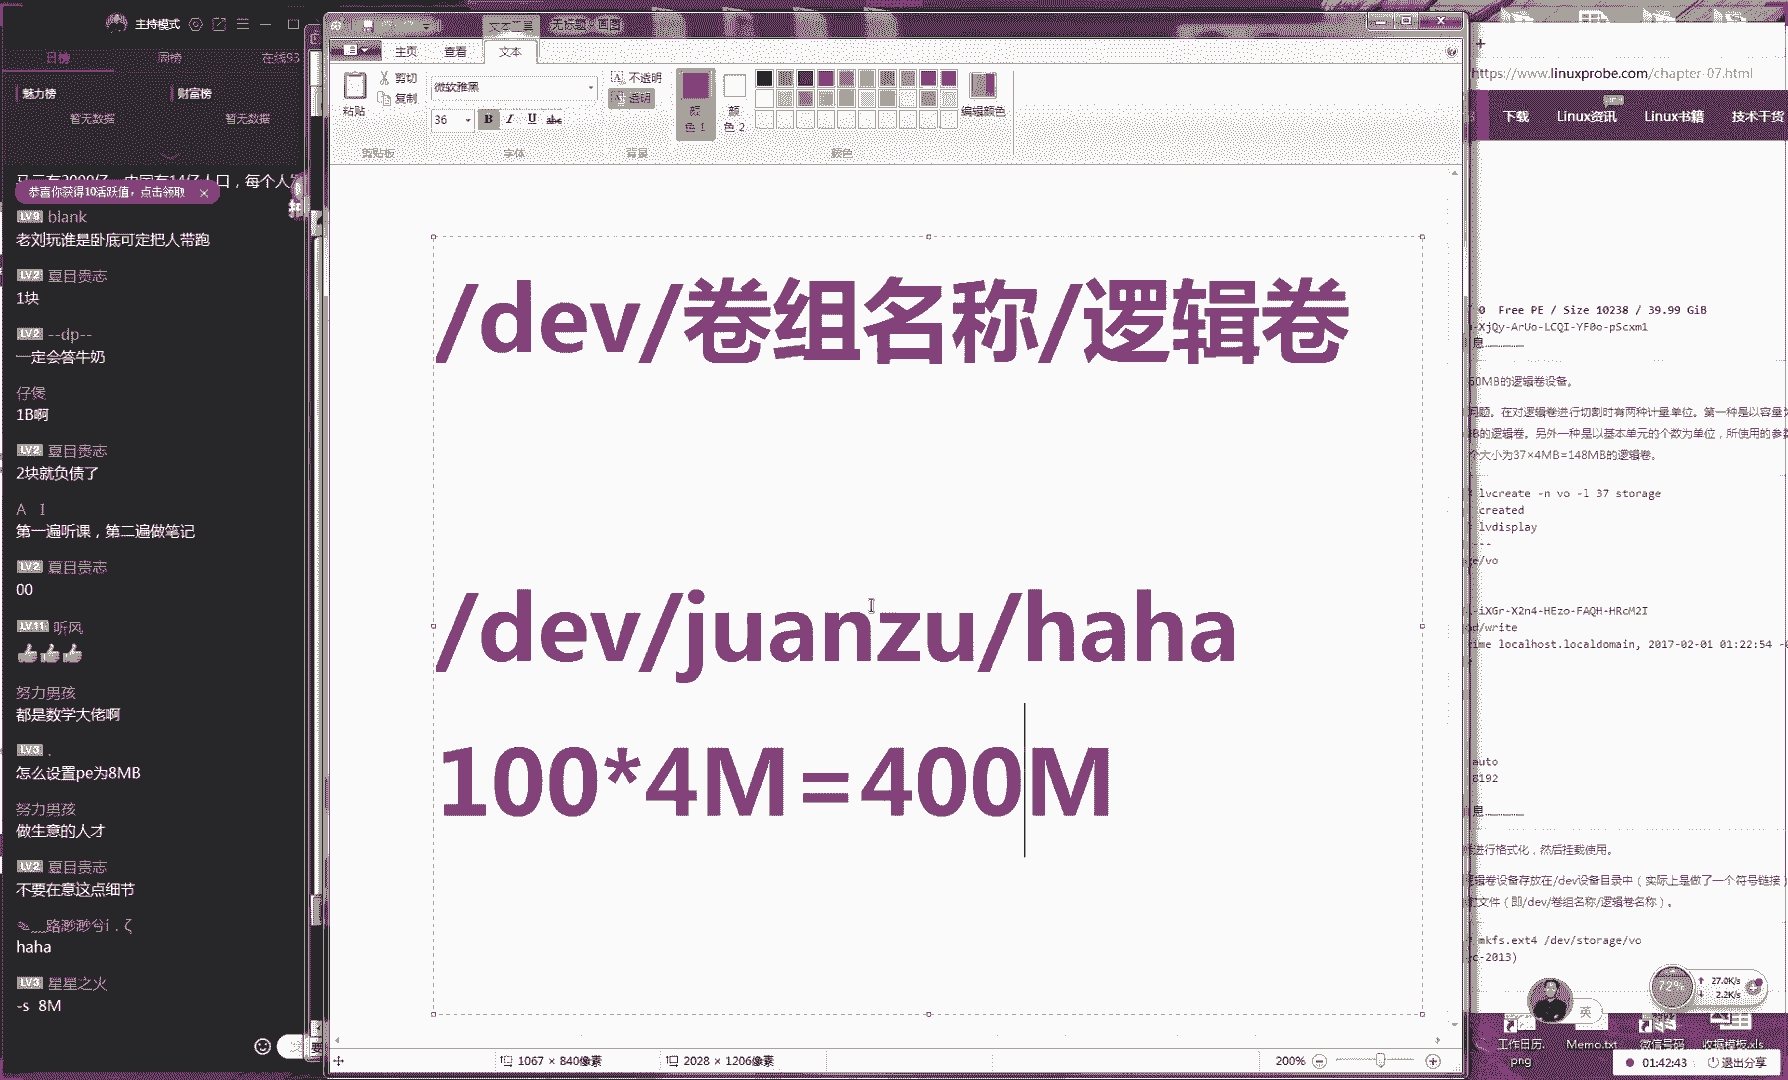 主持模式
日榜 周榜 在线93
魅力榜 财富榜
暂无数据 暂无数据
恭喜你获得10活跃值，点击领取 ×
LV9 blank
老刘玩谁是卧底可定把人带跑
LV2 夏目贵志
1块
LV2 --dp--
一定会答牛奶
仔煲
1B啊
LV2 夏目贵志
2块就负债了
A I
第一遍听课，第二遍做笔记
LV2 夏目贵志
00
LV11 听风
努力男孩
都是数学大佬啊
LV3 .
怎么设置pe为8MB
努力男孩
做生意的人才
LV2 夏目贵志
不要在意这点细节
haha
LV3 星星之火
-s 8M
文本工具 无标题 - 画图
主页 查看 文本
粘贴 剪切 复制
剪贴板
微软雅黑
36 B I U abc
字体
不透明
透明
背景
颜色 1 颜色 2
编辑颜色
颜色
/dev/卷组名称/逻辑卷
/dev/juanzu/haha
100*4M=400M
1067 × 840像素 2028 × 1206像素 200%
https://www.linuxprobe.com/chapter-07.html
下载 Linux资讯 Linux书籍 技术干货
Free PE / Size 10238 / 39.99 GiB
-XjQy-ArUo-LCQI-YF0o-pScxm1
息
50MB的逻辑卷设备。
问题。在对逻辑卷进行切割时有两种计量单位。第一种是以容量为
B的逻辑卷。另外一种是以基本单元的个数为单位，所使用的参数
个大小为37×4MB=148MB的逻辑卷。
lvcreate -n vo -l 37 storage
created
lvdisplay
---
e/vo
-iXGr-X2n4-HEzo-FAQH-HRcM2I
ad/write
time localhost.localdomain, 2017-02-01 01:22:54
auto
8192
息
进行格式化，然后挂载使用。
逻辑卷设备存放在/dev设备目录中（实际上是做了一个符号链接）
文件（即/dev/卷组名称/逻辑卷名称）。
mkfs.ext4 /dev/storage/vo
c-2013)
72% 27.0K/s
2.2K/s
英
工作日历.png Memo.txt 微信号码 收据模板.xls
01:42:43 退出分享